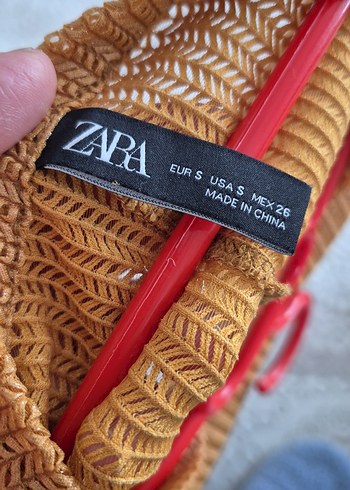 ZARA
EUR S USA S MEX 26
MADE IN CHINA